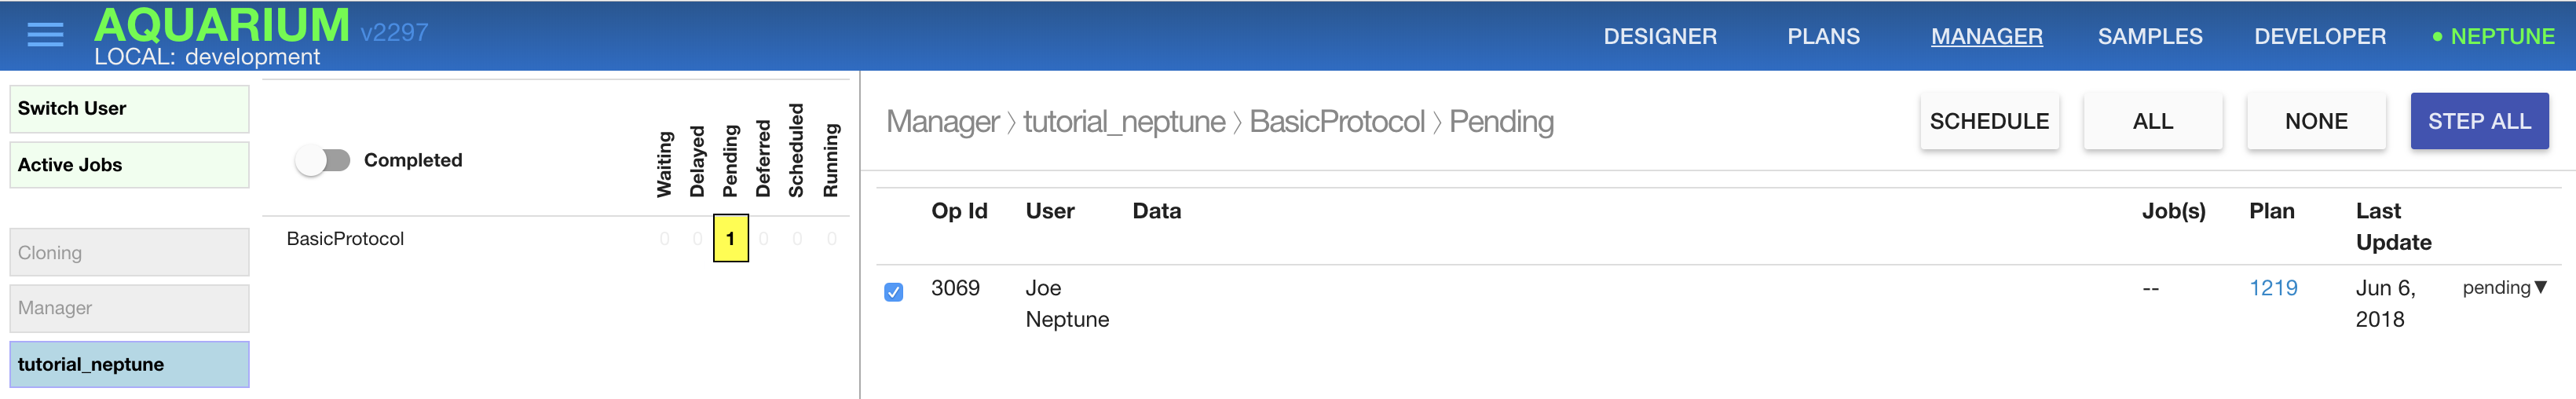 AQUARIUM v2297
LOCAL: development
DESIGNER PLANS MANAGER SAMPLES DEVELOPER • NEPTUNE
Switch User
Active Jobs
Cloning
Manager
tutorial_neptune
Completed
Waiting
Delayed
Pending
Deferred
Scheduled
Running
BasicProtocol 0 0 1 0 0 0
Manager 〉 tutorial_neptune 〉 BasicProtocol 〉 Pending
SCHEDULE ALL NONE STEP ALL
Op Id User Data Job(s) Plan Last
Update
3069 Joe -- 1219 Jun 6, pending▼
Neptune 2018